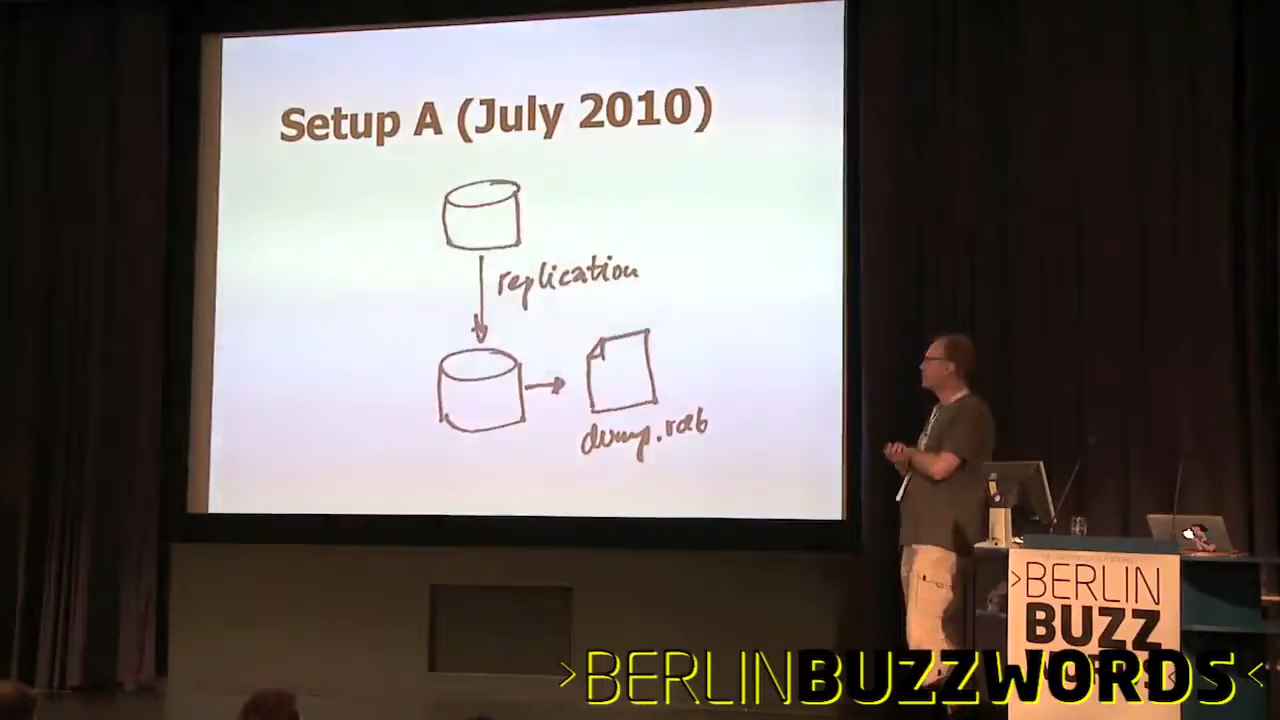 Setup A (July 2010)
replication
dump.rdb
>BERLIN
BUZZ
>BERLINBUZZWORDS<